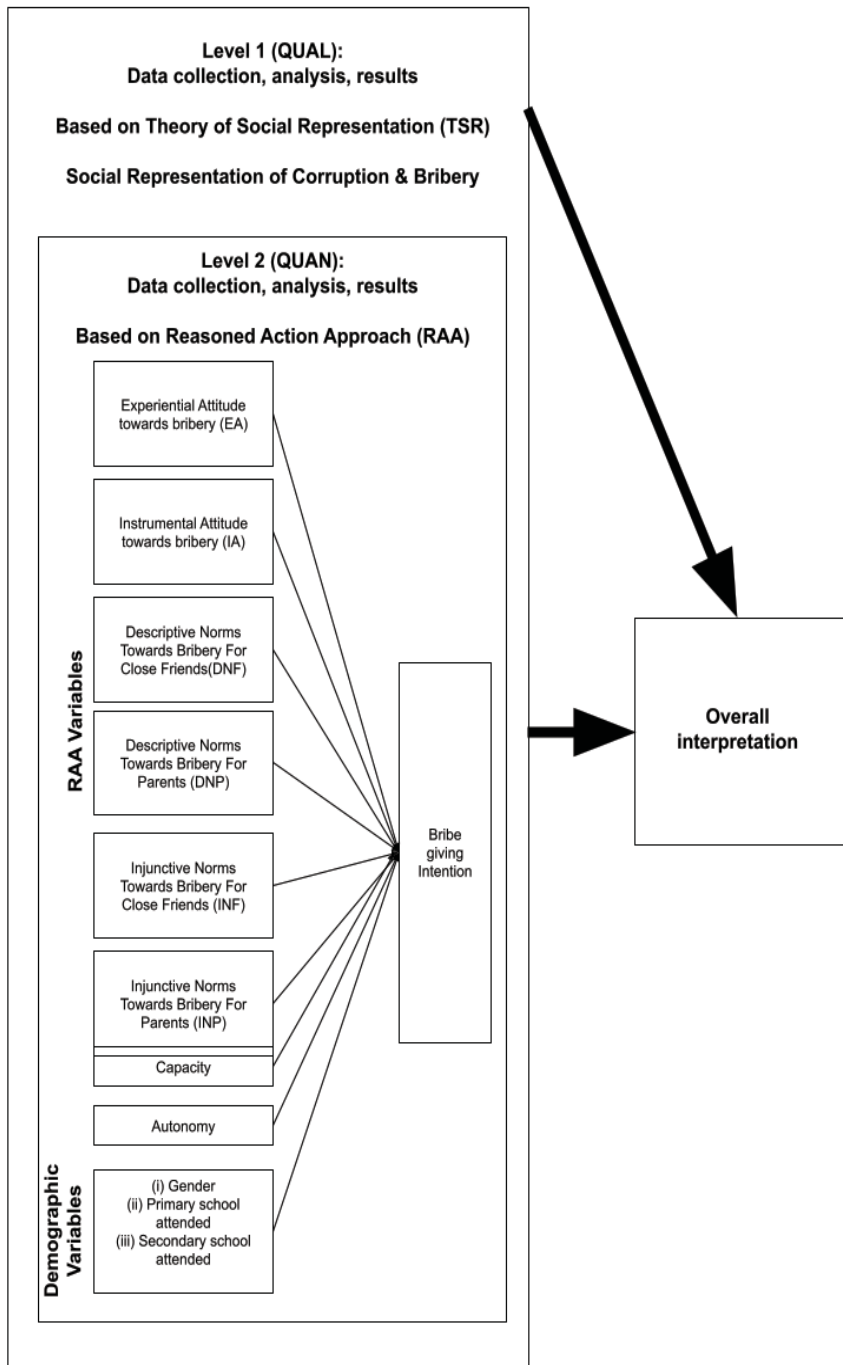 Level 1 (QUAL):
Data collection, analysis, results
Based on Theory of Social Representation (TSR)
Social Representation of Corruption & Bribery
Level 2 (QUAN):
Data collection, analysis, results
Based on Reasoned Action Approach (RAA)
RAA Variables
Experiential Attitude
towards bribery (EA)
Instrumental Attitude
towards bribery (IA)
Descriptive Norms
Towards Bribery For
Close Friends(DNF)
Descriptive Norms
Towards Bribery For
Parents (DNP)
Injunctive Norms
Towards Bribery For
Close Friends (INF)
Injunctive Norms
Towards Bribery For
Parents (INP)
Capacity
Autonomy
Demographic
Variables
(i) Gender
(ii) Primary school
attended
(iii) Secondary school
attended
Bribe
giving
Intention
Overall
interpretation